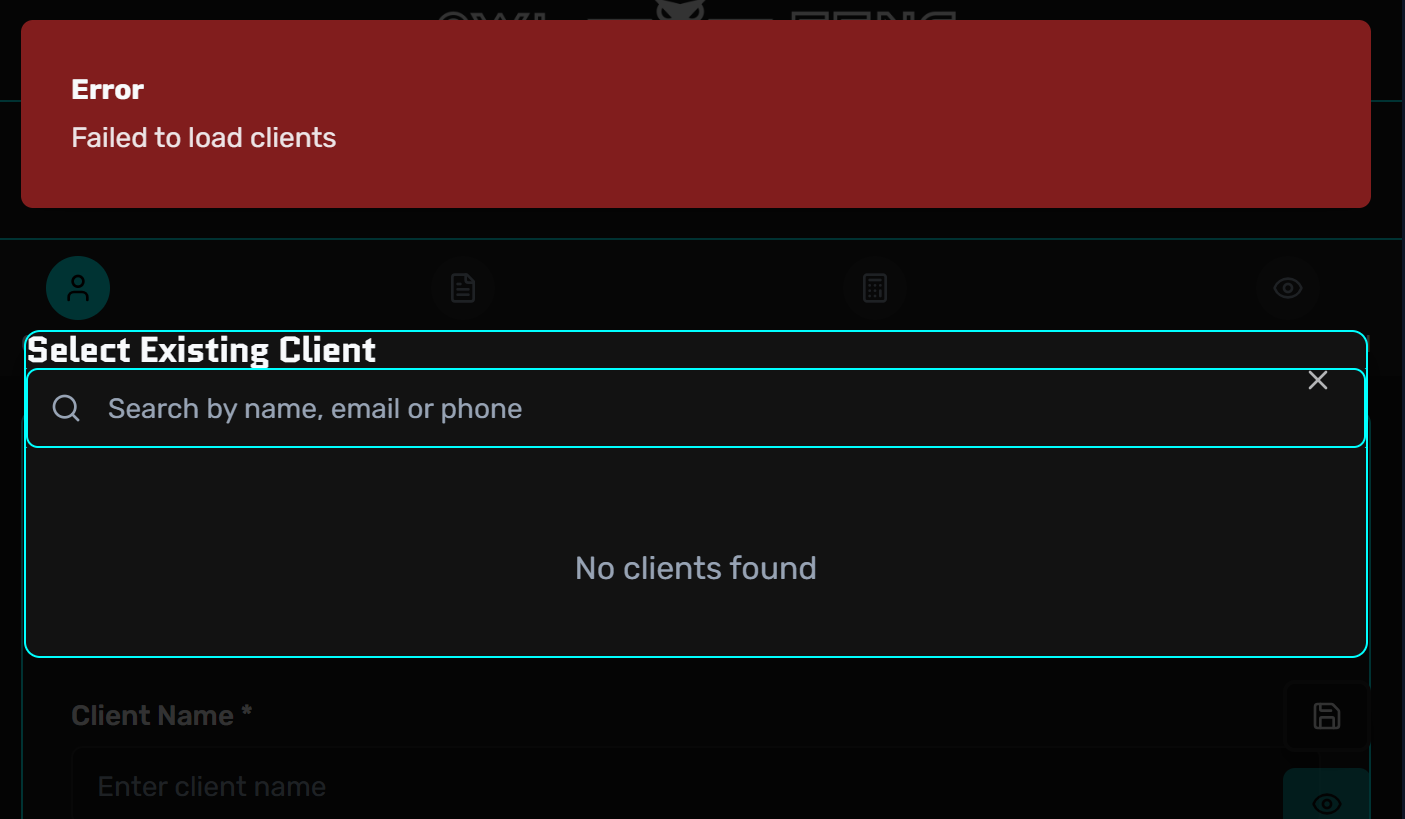 Error
Failed to load clients
Select Existing Client
Search by name, email or phone
No clients found
Client Name *
Enter client name